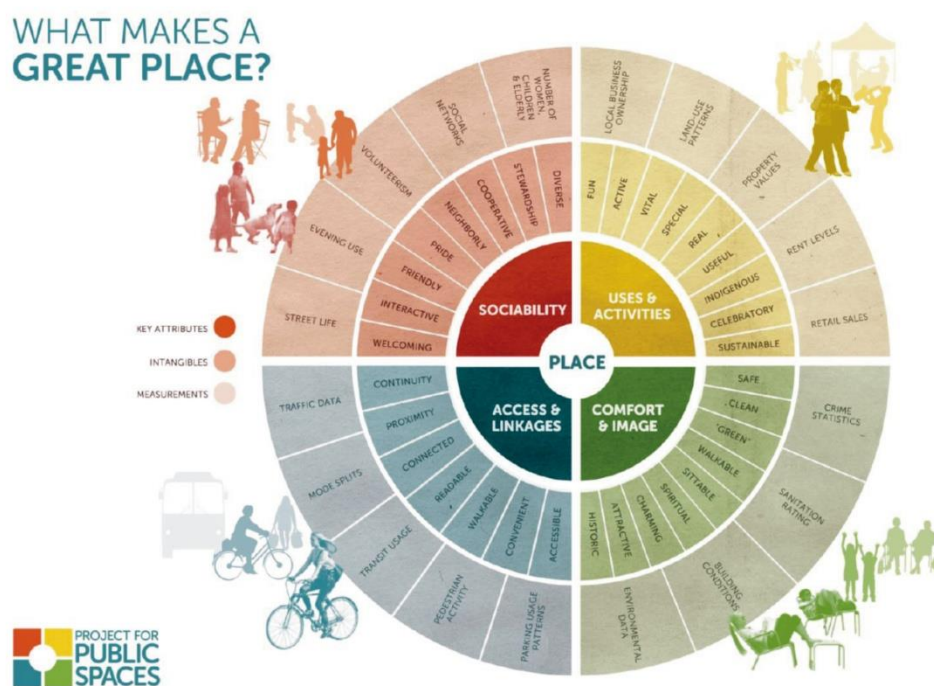 WHAT MAKES A
GREAT PLACE?
KEY ATTRIBUTES
INTANGIBLES
MEASUREMENTS
PLACE
SOCIABILITY
WELCOMING
INTERACTIVE
FRIENDLY
PRIDE
NEIGHBORLY
COOPERATIVE
STEWARDSHIP
DIVERSE
STREET LIFE
EVENING USE
VOLUNTEERISM
SOCIAL
NETWORKS
NUMBER OF
WOMEN,
CHILDREN
& ELDERLY
USES &
ACTIVITIES
FUN
ACTIVE
VITAL
SPECIAL
REAL
USEFUL
INDIGENOUS
CELEBRATORY
SUSTAINABLE
LOCAL BUSINESS
OWNERSHIP
LAND-USE
PATTERNS
PROPERTY
VALUES
RENT LEVELS
RETAIL SALES
COMFORT
& IMAGE
SAFE
CLEAN
"GREEN"
WALKABLE
SITTABLE
SPIRITUAL
CHARMING
ATTRACTIVE
HISTORIC
CRIME
STATISTICS
SANITATION
RATING
BUILDING
CONDITIONS
ENVIRONMENTAL
DATA
ACCESS &
LINKAGES
CONTINUITY
PROXIMITY
CONNECTED
READABLE
WALKABLE
CONVENIENT
ACCESSIBLE
TRAFFIC DATA
MODE SPLITS
TRANSIT USAGE
PEDESTRIAN
ACTIVITY
PARKING USAGE
PATTERNS
PROJECT FOR
PUBLIC
SPACES